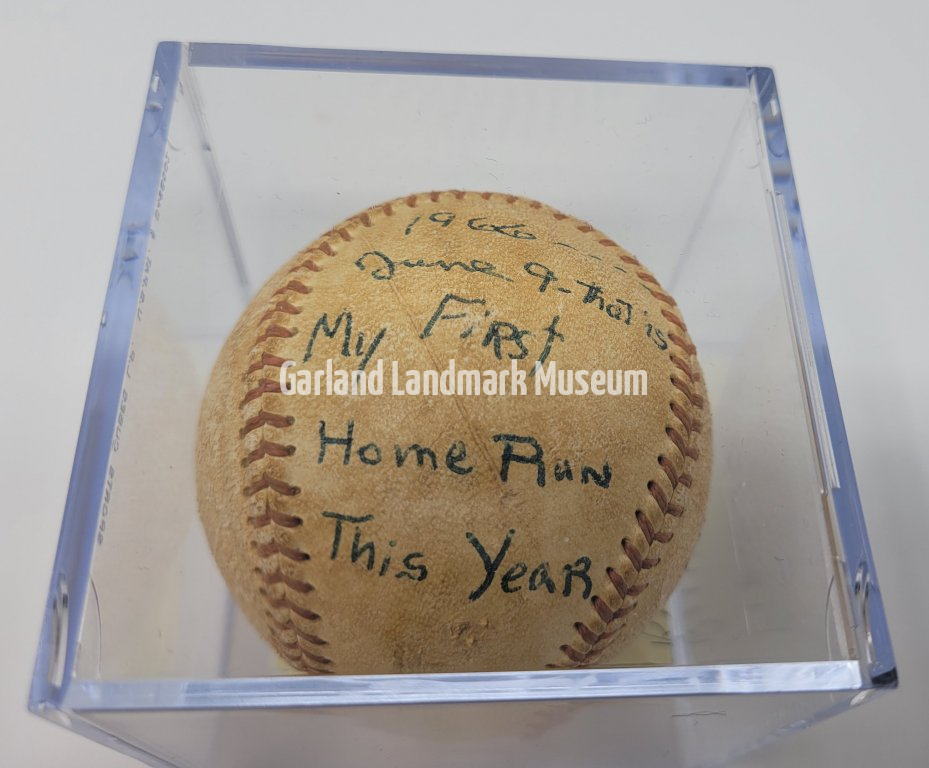 1966 - - -
June 9 - That is
My First
Garland Landmark Museum
Home Run
This Year